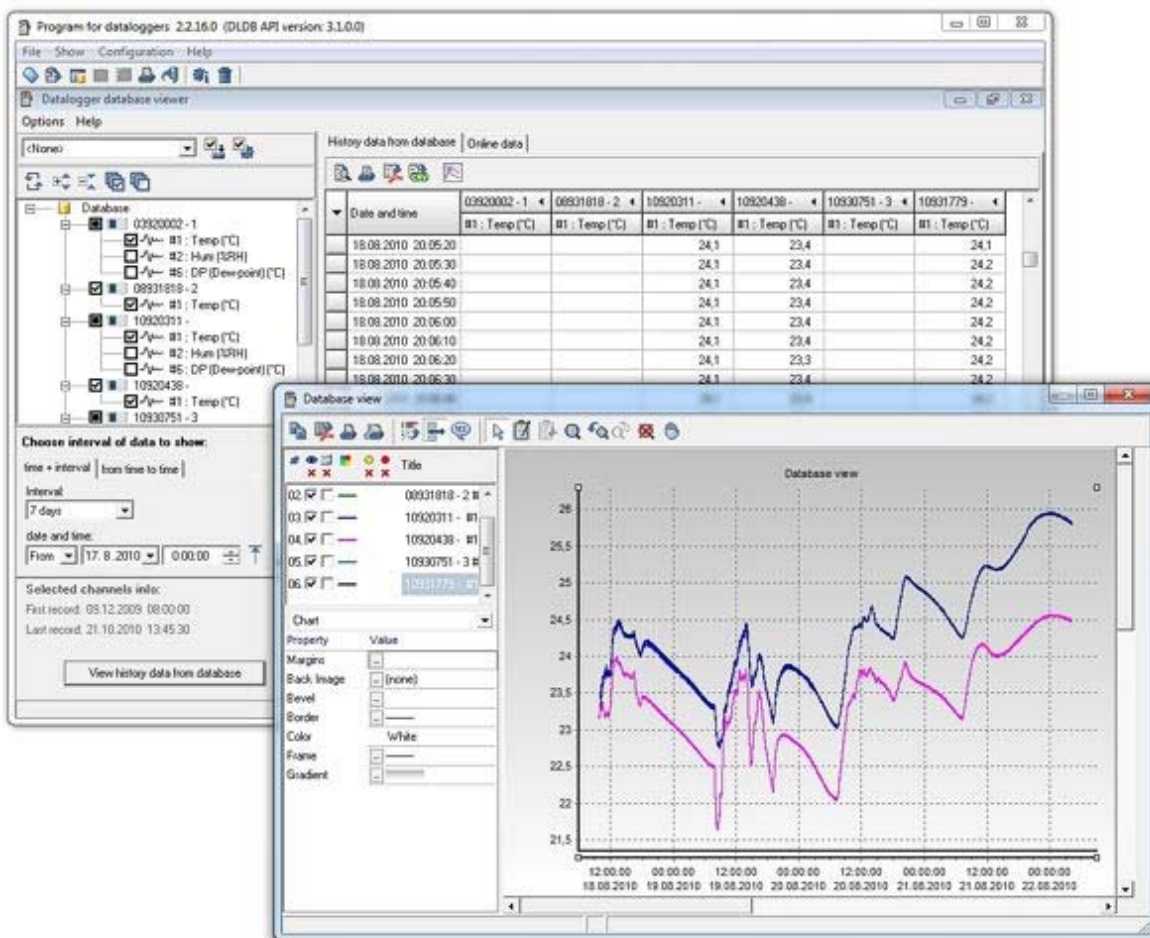 Program for dataloggers 2.2.16.0 (DLDB API version: 3.1.0.0)
File Show Configuration Help
Datalogger database viewer
Options Help
<None>
History data from database Online data
Database
03920002 - 1
#1 : Temp (°C)
#2 : Hum (%RH)
#6 : DP (Dew-point) (°C)
08931818 - 2
#1 : Temp (°C)
10920311 -
#1 : Temp (°C)
#2 : Hum (%RH)
#6 : DP (Dew-point) (°C)
10920438 -
#1 : Temp (°C)
10930751 - 3
Date and time 03920002 - 1 08931818 - 2 10920311 - 10920438 - 10930751 - 3 10931779 -
#1 : Temp (°C) #1 : Temp (°C) #1 : Temp (°C) #1 : Temp (°C) #1 : Temp (°C) #1 : Temp (°C)
18.08.2010 20:05:20 24,1 23,4 24,1
18.08.2010 20:05:30 24,1 23,4 24,2
18.08.2010 20:05:40 24,1 23,4 24,2
18.08.2010 20:05:50 24,1 23,4 24,2
18.08.2010 20:06:00 24,1 23,4 24,2
18.08.2010 20:06:10 24,1 23,4 24,2
18.08.2010 20:06:20 24,1 23,3 24,2
18.08.2010 20:06:30 24,1 23,4 24,2
Choose interval of data to show:
time + interval from time to time
Interval:
7 days
date and time:
From 17. 8. 2010 0:00:00
Selected channels info:
First record: 09.12.2009 08:00:00
Last record: 21.10.2010 13:45:30
View history data from database
Database view
Title
02. 08931818 - 2 #
03. 10920311 - #1
04. 10920438 - #1
05. 10930751 - 3 #
06. 10931779 - #1
Chart
Property Value
Margins
Back Image (none)
Bevel
Border
Color White
Frame
Gradient
Database view
26
25,5
25
24,5
24
23,5
23
22,5
22
21,5
12:00:00 00:00:00 12:00:00 00:00:00 12:00:00 00:00:00 12:00:00 00:00:00
18.08.2010 19.08.2010 19.08.2010 20.08.2010 20.08.2010 21.08.2010 21.08.2010 22.08.2010